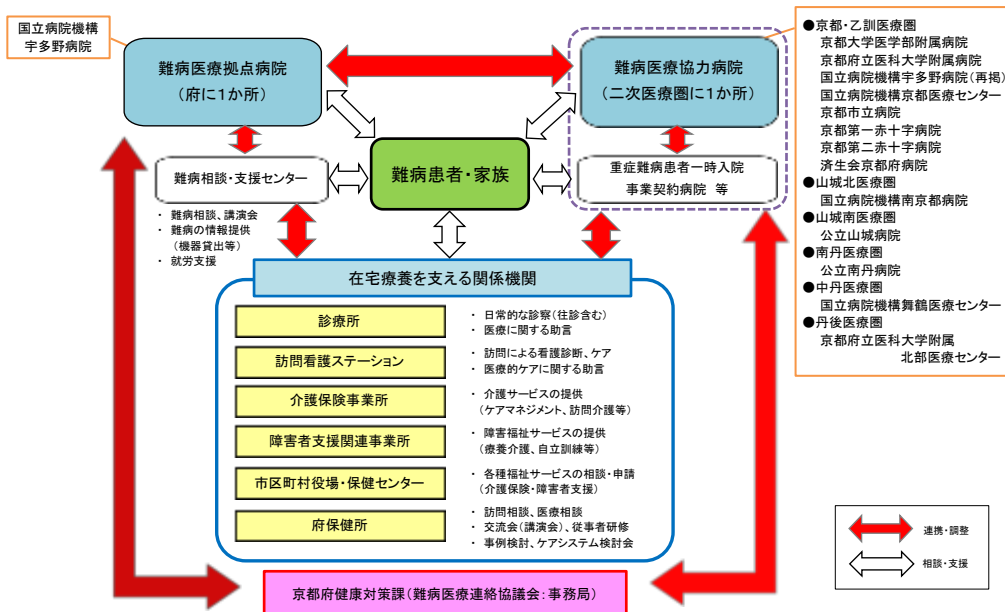 国立病院機構
宇多野病院
難病医療拠点病院
（府に１か所）
難病医療協力病院
（二次医療圏に１か所）
難病患者・家族
難病相談・支援センター
・ 難病相談、講演会
・ 難病の情報提供
（機器貸出等）
・ 就労支援
重症難病患者一時入院
事業契約病院 等
●京都・乙訓医療圏
京都大学医学部附属病院
京都府立医科大学附属病院
国立病院機構宇多野病院（再掲）
国立病院機構京都医療センター
京都市立病院
京都第一赤十字病院
京都第二赤十字病院
済生会京都府病院
●山城北医療圏
国立病院機構南京都病院
●山城南医療圏
公立山城病院
●南丹医療圏
公立南丹病院
●中丹医療圏
国立病院機構舞鶴医療センター
●丹後医療圏
京都府立医科大学附属
北部医療センター
在宅療養を支える関係機関
診療所
・ 日常的な診察（往診含む）
・ 医療に関する助言
訪問看護ステーション
・ 訪問による看護診断、ケア
・ 医療的ケアに関する助言
介護保険事業所
・ 介護サービスの提供
（ケアマネジメント、訪問介護等）
障害者支援関連事業所
・ 障害福祉サービスの提供
（療養介護、自立訓練等）
市区町村役場・保健センター
・ 各種福祉サービスの相談・申請
（介護保険・障害者支援）
府保健所
・ 訪問相談、医療相談
・ 交流会（講演会）、従事者研修
・ 事例検討、ケアシステム検討会
京都府健康対策課（難病医療連絡協議会：事務局）
連携・調整
相談・支援